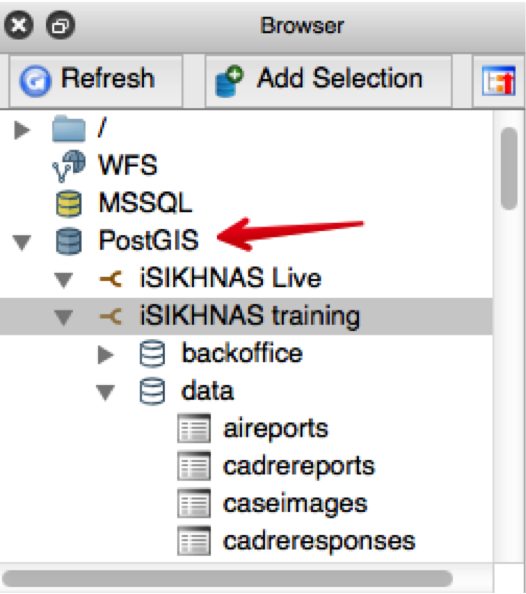 Browser
Refresh Add Selection
/
WFS
MSSQL
PostGIS
iSIKHNAS Live
iSIKHNAS training
backoffice
data
aireports
cadrereports
caseimages
cadreresponses